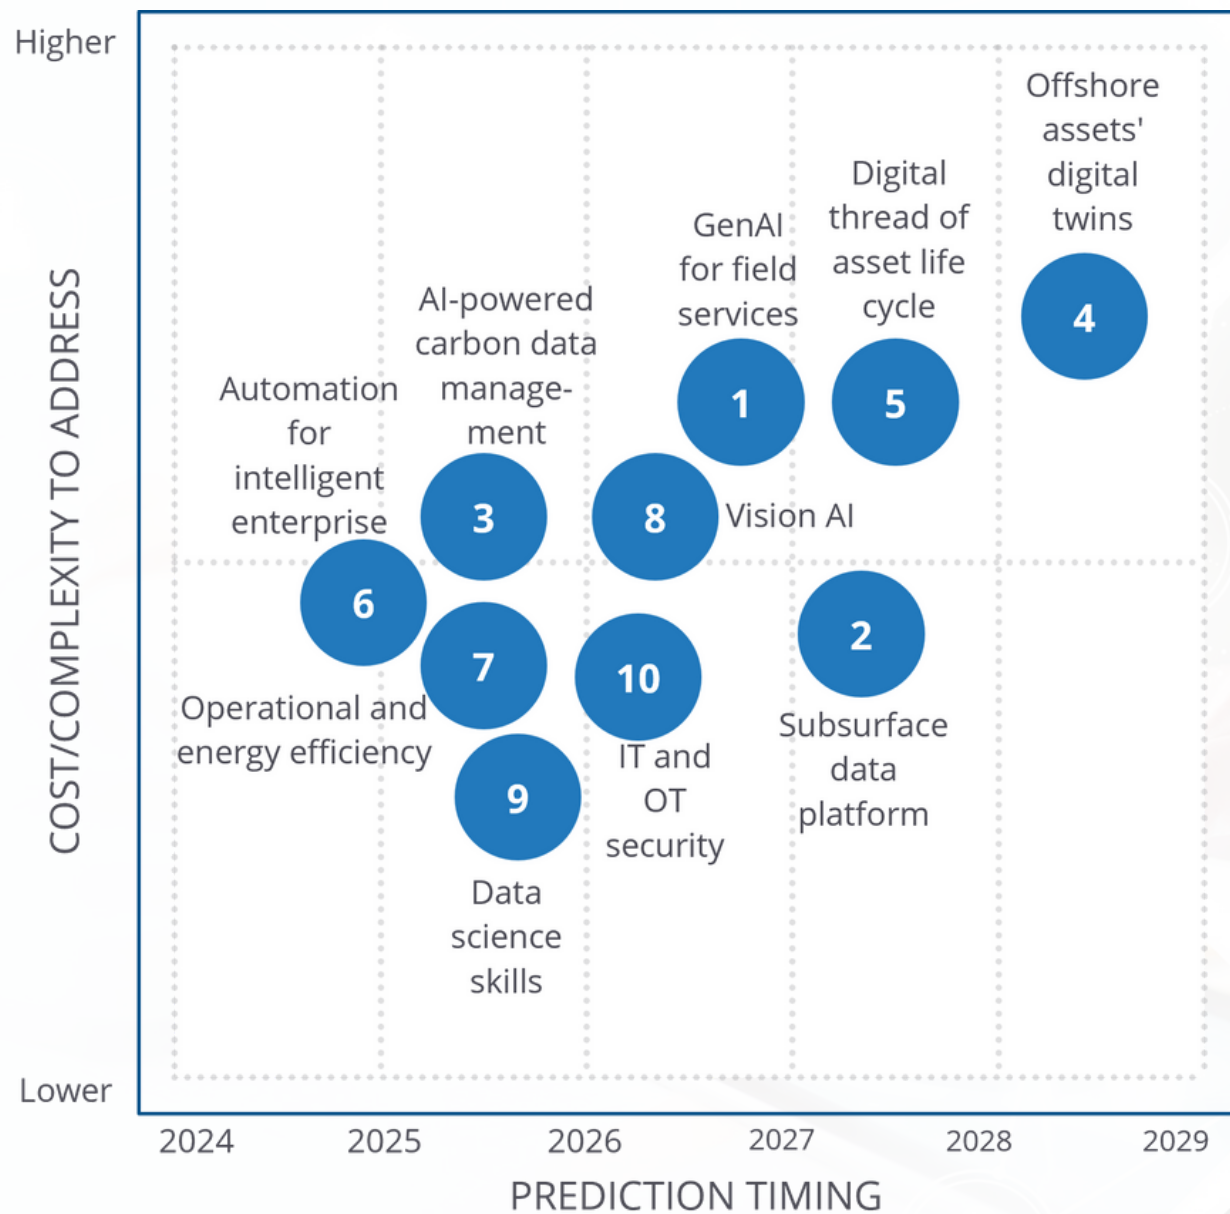 Higher
Offshore
assets'
digital
twins
Digital
thread of
asset life
cycle
GenAI
for field
services
AI-powered
carbon data
manage-
ment
Automation
for
intelligent
enterprise
4
1
5
3
8
Vision AI
6
2
7
10
Operational and
energy efficiency
Subsurface
data
platform
IT and
OT
security
9
Data
science
skills
COST/COMPLEXITY TO ADDRESS
Lower
2024
2025
2026
2027
2028
2029
PREDICTION TIMING